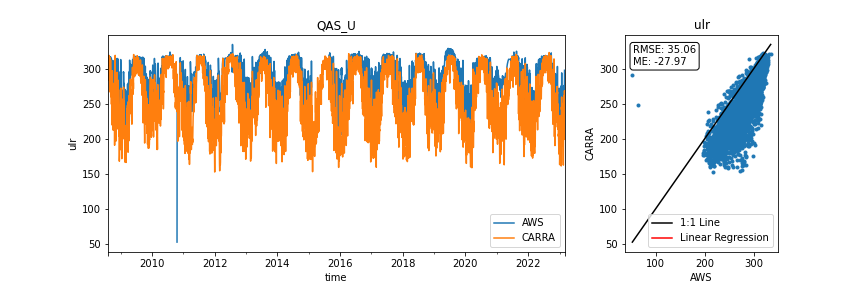 QAS_U
ulr
300
250
200
150
100
50
2010
2012
2014
2016
2018
2020
2022
time
AWS
CARRA
ulr
RMSE: 35.06
ME: -27.97
CARRA
300
250
200
150
100
50
100
200
300
AWS
1:1 Line
Linear Regression